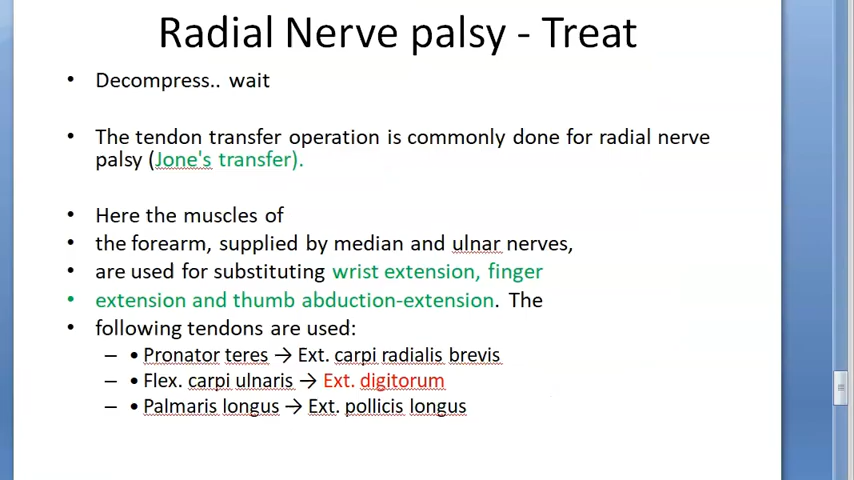 Radial Nerve palsy - Treat
• Decompress.. wait
• The tendon transfer operation is commonly done for radial nerve
palsy (Jone's transfer).
• Here the muscles of
• the forearm, supplied by median and ulnar nerves,
• are used for substituting wrist extension, finger
• extension and thumb abduction-extension. The
• following tendons are used:
– • Pronator teres → Ext. carpi radialis brevis
– • Flex. carpi ulnaris → Ext. digitorum
– • Palmaris longus → Ext. pollicis longus